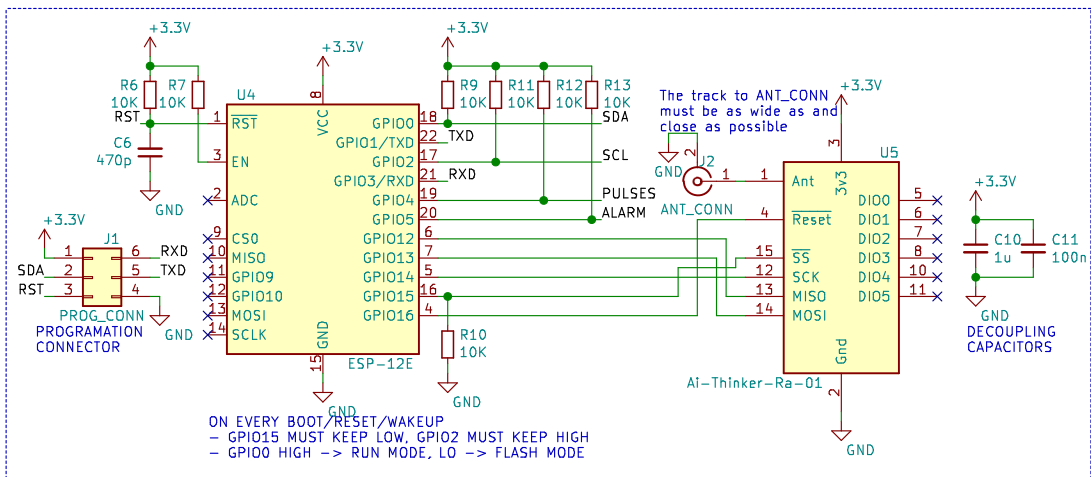 +3.3V
R6
10K
R7
10K
RST
C6
470p
GND
+3.3V
U4
8
VCC
1
RST
3
EN
2
ADC
9
CS0
10
MISO
11
GPIO9
12
GPIO10
13
MOSI
14
SCLK
GND
15
GND
GPIO0
18
GPIO1/TXD
22
GPIO2
17
GPIO3/RXD
21
GPIO4
19
GPIO5
20
GPIO12
6
GPIO13
7
GPIO14
5
GPIO15
16
GPIO16
4
ESP-12E
+3.3V
J1
1
6
RXD
SDA
2
5
TXD
RST
3
4
PROG_CONN
GND
PROGRAMATION
CONNECTOR
+3.3V
R9
10K
R11
10K
R12
10K
R13
10K
SDA
TXD
SCL
RXD
PULSES
ALARM
R10
10K
GND
The track to ANT_CONN
must be as wide as and
close as possible
+3.3V
GND
2
J2
1
ANT_CONN
3
3v3
U5
1
Ant
4
Reset
15
SS
12
SCK
13
MISO
14
MOSI
DIO0
5
DIO1
6
DIO2
7
DIO3
8
DIO4
10
DIO5
11
Gnd
2
Ai-Thinker-Ra-01
GND
+3.3V
C10
1u
C11
100n
GND
DECOUPLING
CAPACITORS
ON EVERY BOOT/RESET/WAKEUP
- GPIO15 MUST KEEP LOW, GPIO2 MUST KEEP HIGH
- GPIO0 HIGH -> RUN MODE, LO -> FLASH MODE